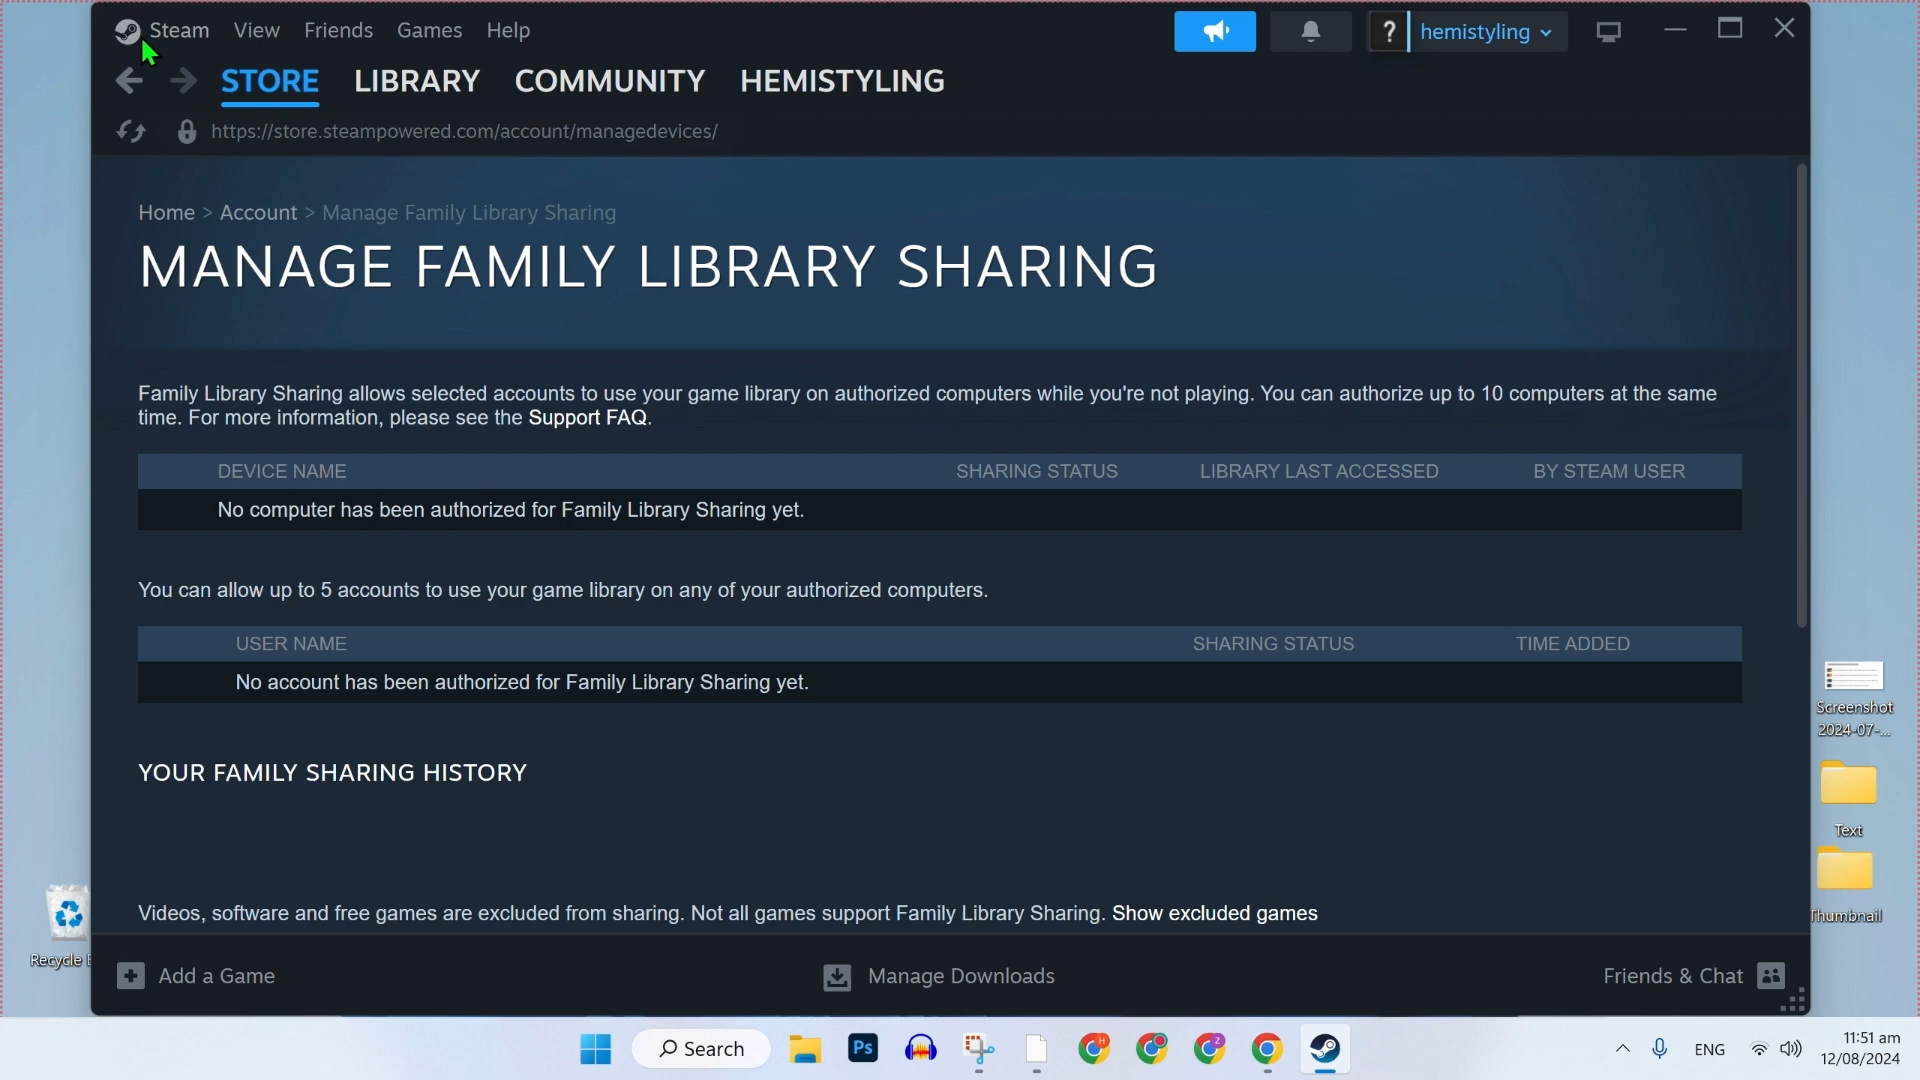 Steam View Friends Games Help
? hemistyling
STORE LIBRARY COMMUNITY HEMISTYLING
https://store.steampowered.com/account/managedevices/
Home > Account > Manage Family Library Sharing
MANAGE FAMILY LIBRARY SHARING
Family Library Sharing allows selected accounts to use your game library on authorized computers while you're not playing. You can authorize up to 10 computers at the same
time. For more information, please see the Support FAQ.
DEVICE NAME SHARING STATUS LIBRARY LAST ACCESSED BY STEAM USER
No computer has been authorized for Family Library Sharing yet.
You can allow up to 5 accounts to use your game library on any of your authorized computers.
USER NAME SHARING STATUS TIME ADDED
No account has been authorized for Family Library Sharing yet.
YOUR FAMILY SHARING HISTORY
Videos, software and free games are excluded from sharing. Not all games support Family Library Sharing. Show excluded games
Add a Game Manage Downloads Friends & Chat
Screenshot
2024-07-...
Text
Thumbnail
Recycle
Search
Ps
H
Z
ENG
11:51 am
12/08/2024